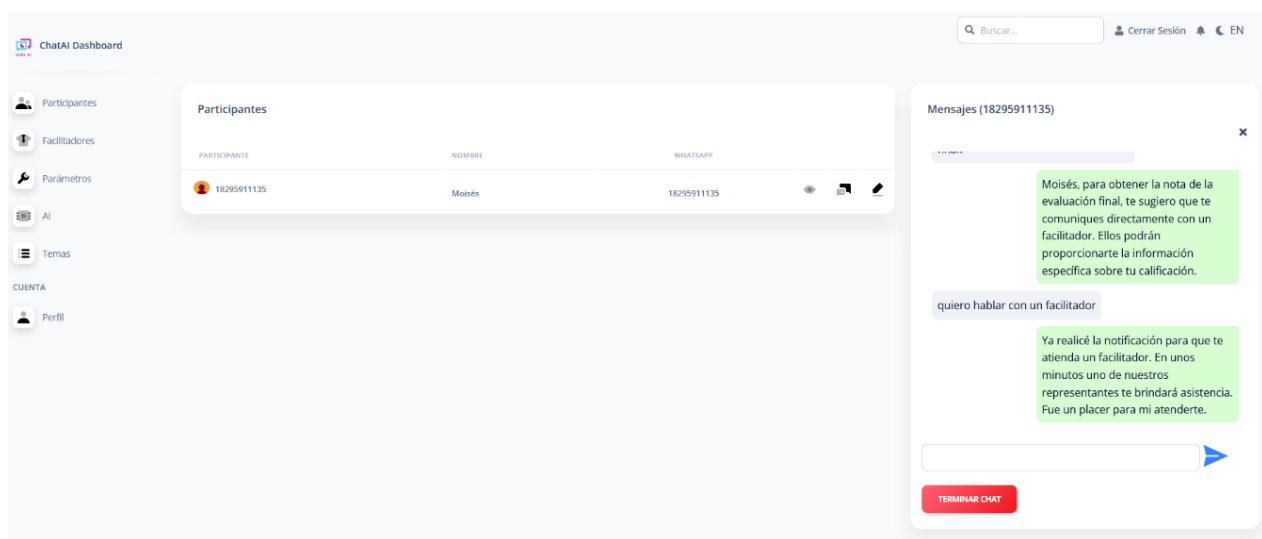 ChatAI Dashboard
Buscar...
Cerrar Sesión
EN
Participantes
Facilitadores
Parámetros
AI
Temas
CUENTA
Perfil
Participantes
PARTICIPANTE NOMBRE WHATSAPP
18295911135 Moisés 18295911135
Mensajes (18295911135)
Moisés, para obtener la nota de la
evaluación final, te sugiero que te
comuniques directamente con un
facilitador. Ellos podrán
proporcionarte la información
específica sobre tu calificación.
quiero hablar con un facilitador
Ya realicé la notificación para que te
atienda un facilitador. En unos
minutos uno de nuestros
representantes te brindará asistencia.
Fue un placer para mi atenderte.
TERMINAR CHAT